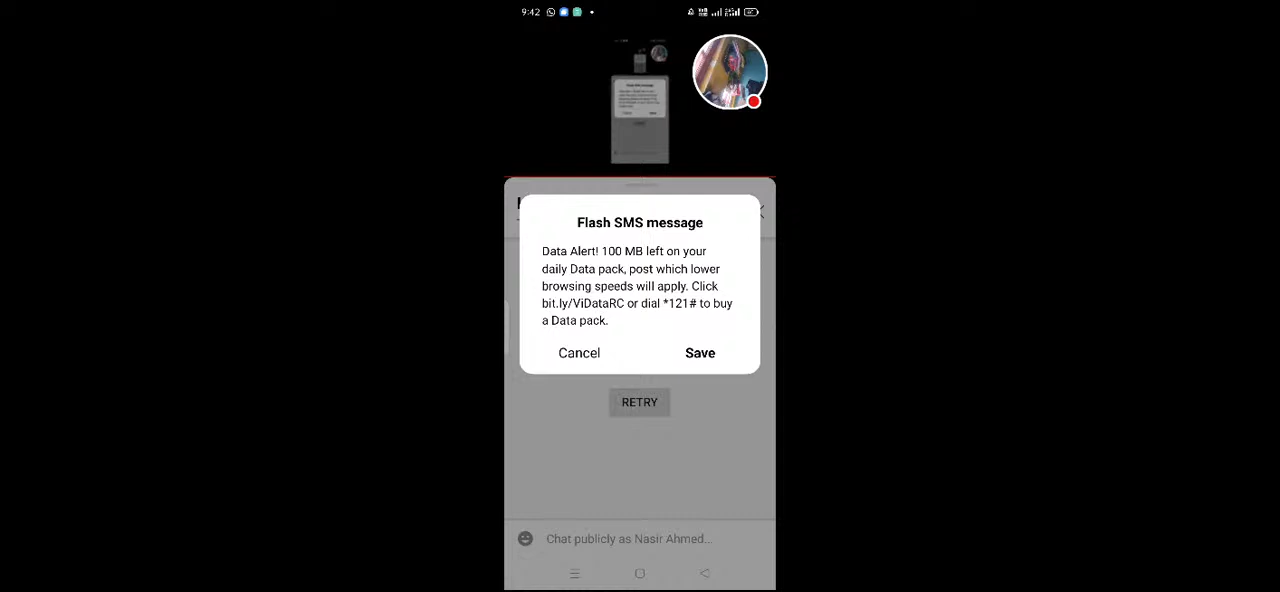 9:42
Flash SMS message
Data Alert! 100 MB left on your
daily Data pack, post which lower
browsing speeds will apply. Click
bit.ly/ViDataRC or dial *121# to buy
a Data pack.
Cancel Save
RETRY
Chat publicly as Nasir Ahmed...